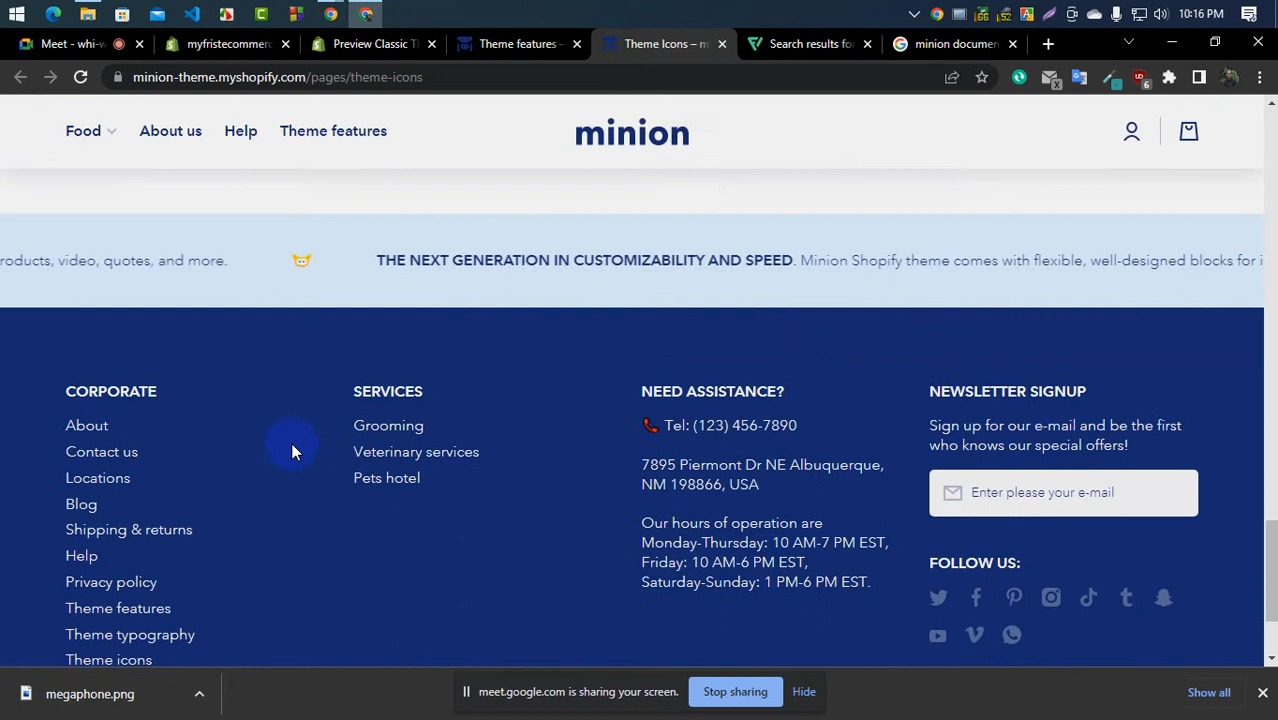 10:16 PM
Meet - whi-w
myfristecommerc
Preview Classic Th
Theme features –
Theme Icons – m
Search results for
minion documen
minion-theme.myshopify.com/pages/theme-icons
Food
About us
Help
Theme features
minion
roducts, video, quotes, and more.
THE NEXT GENERATION IN CUSTOMIZABILITY AND SPEED. Minion Shopify theme comes with flexible, well-designed blocks for i
CORPORATE
About
Contact us
Locations
Blog
Shipping & returns
Help
Privacy policy
Theme features
Theme typography
Theme icons
SERVICES
Grooming
Veterinary services
Pets hotel
NEED ASSISTANCE?
Tel: (123) 456-7890
7895 Piermont Dr NE Albuquerque,
NM 198866, USA
Our hours of operation are
Monday-Thursday: 10 AM-7 PM EST,
Friday: 10 AM-6 PM EST,
Saturday-Sunday: 1 PM-6 PM EST.
NEWSLETTER SIGNUP
Sign up for our e-mail and be the first
who knows our special offers!
Enter please your e-mail
FOLLOW US:
megaphone.png
meet.google.com is sharing your screen.
Stop sharing
Hide
Show all